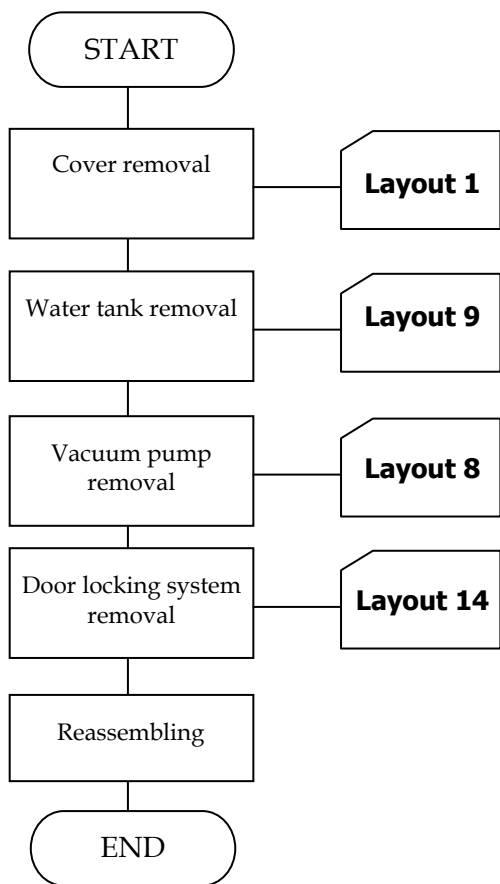 START
Cover removal
Layout 1
Water tank removal
Layout 9
Vacuum pump
removal
Layout 8
Door locking system
removal
Layout 14
Reassembling
END